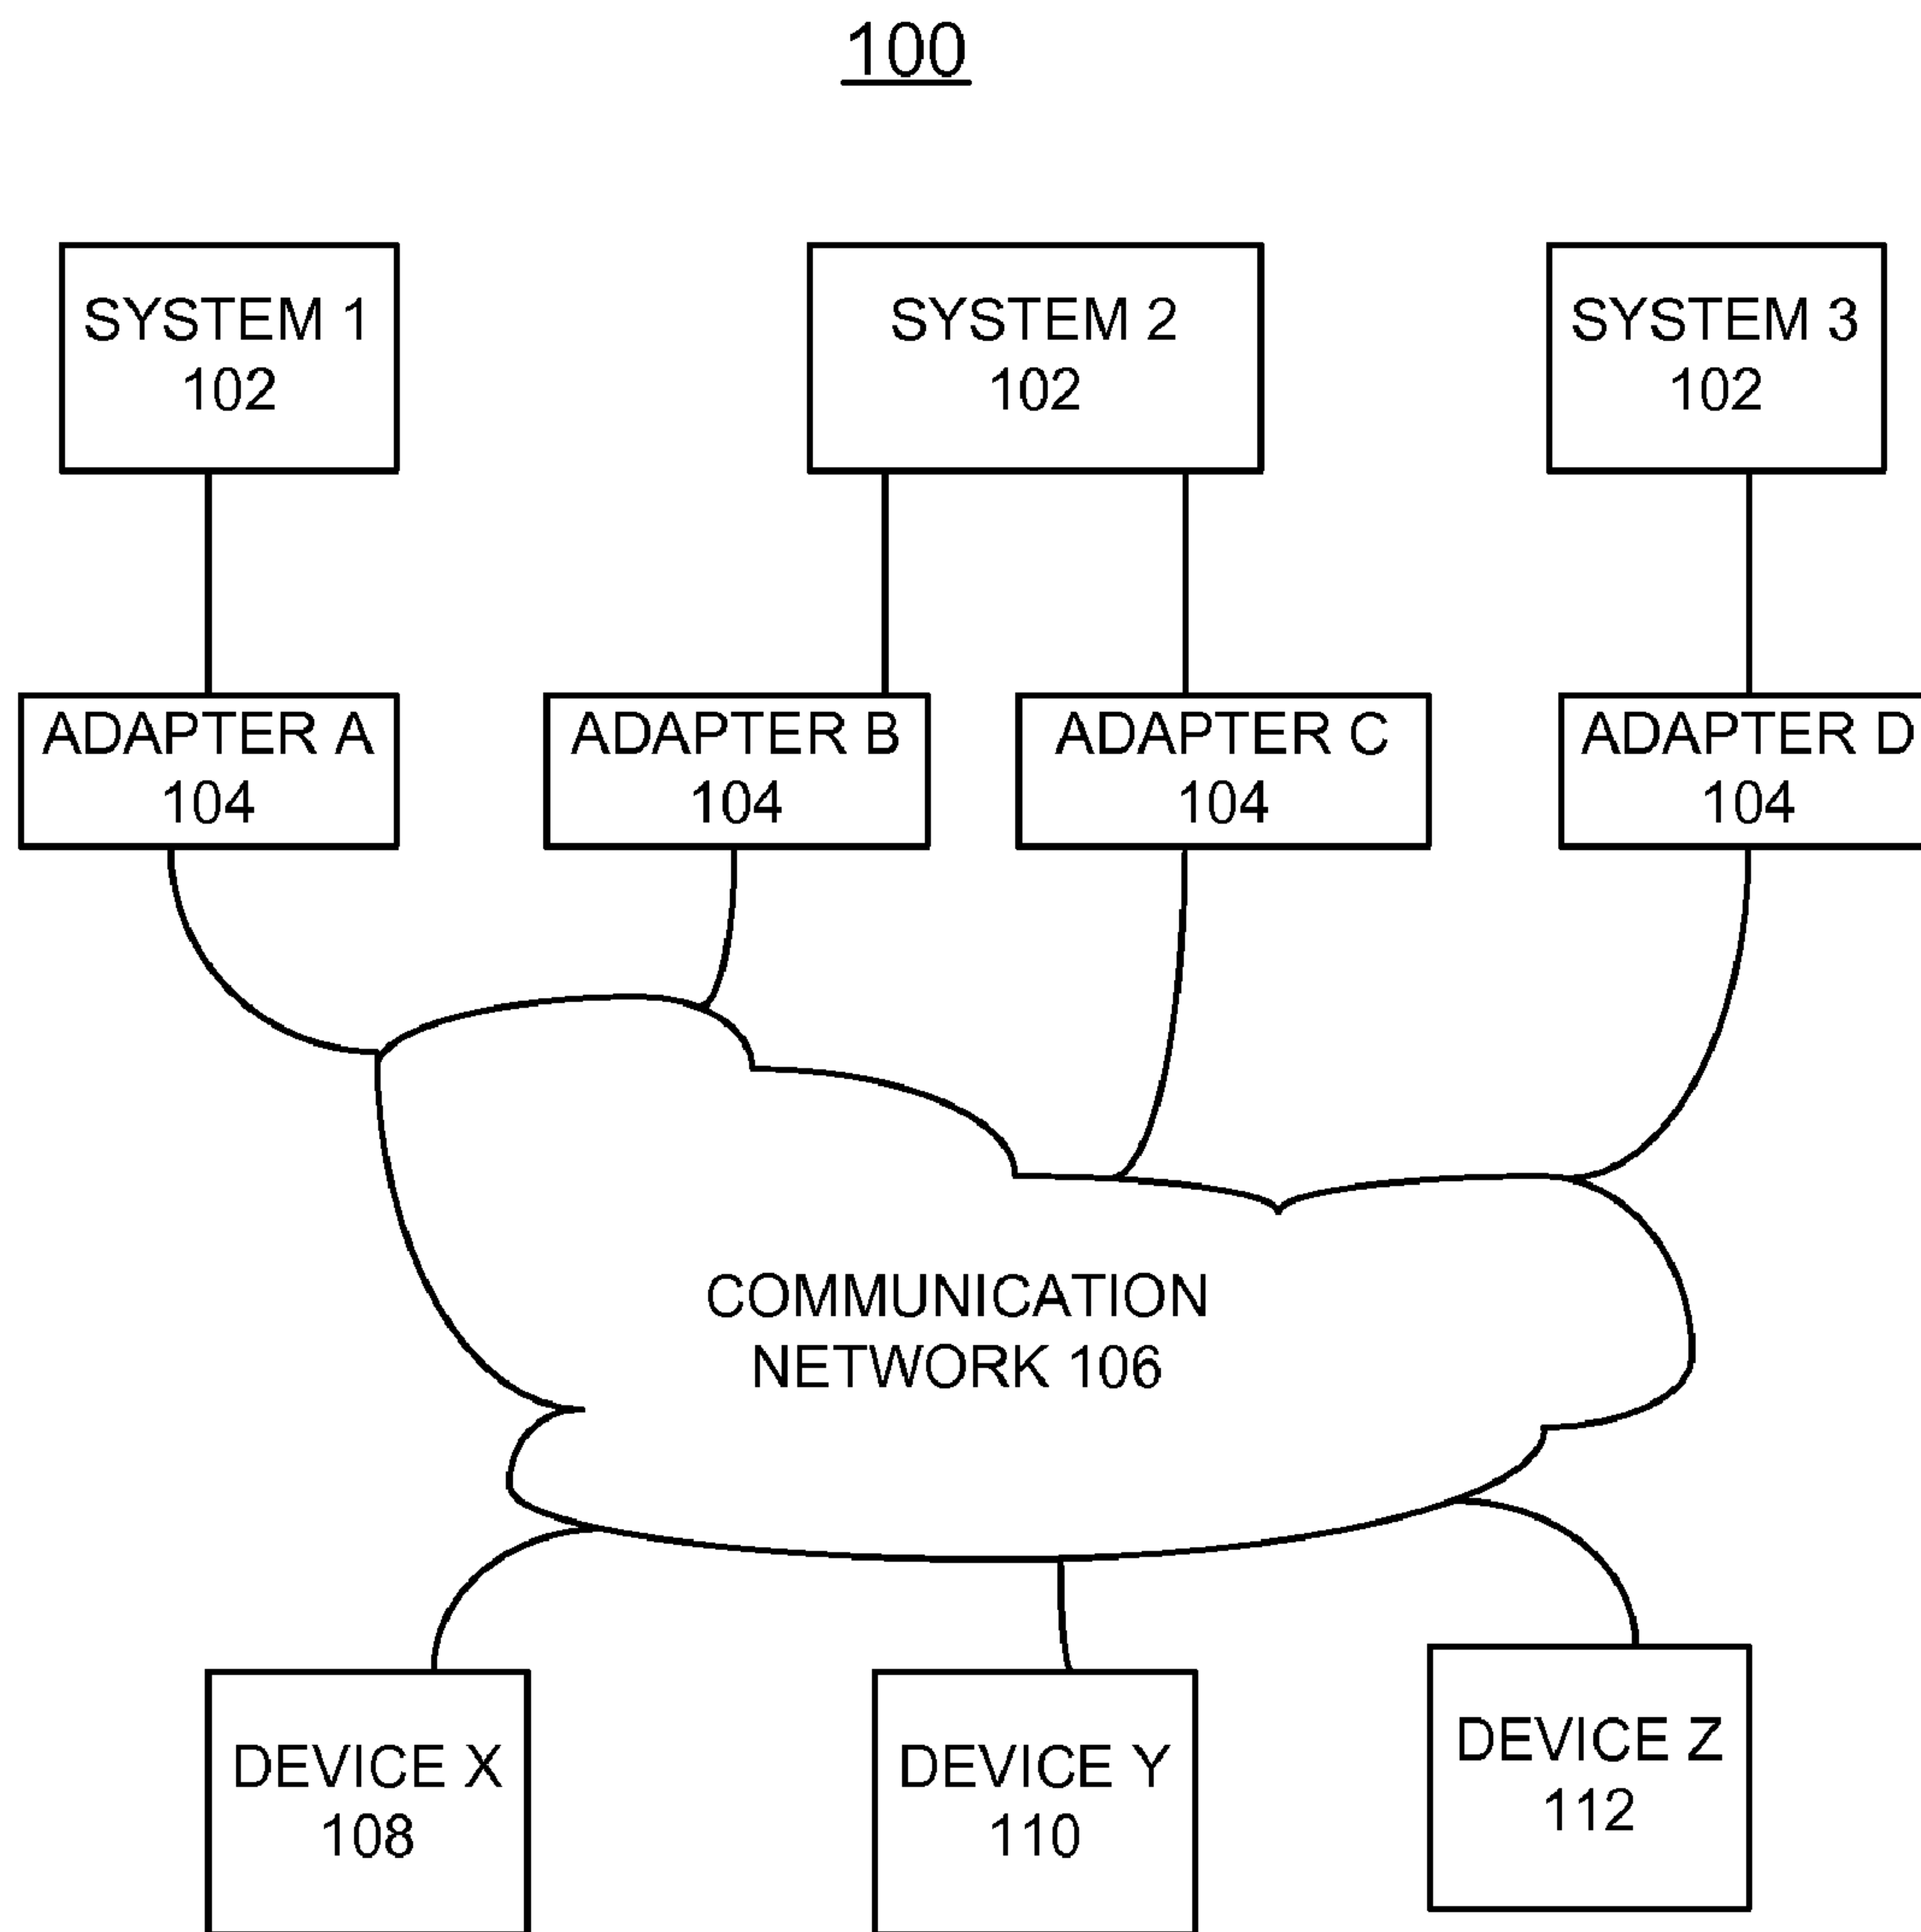 100
SYSTEM 1
102
SYSTEM 2
102
SYSTEM 3
102
ADAPTER A
104
ADAPTER B
104
ADAPTER C
104
ADAPTER D
104
COMMUNICATION
NETWORK 106
DEVICE X
108
DEVICE Y
110
DEVICE Z
112